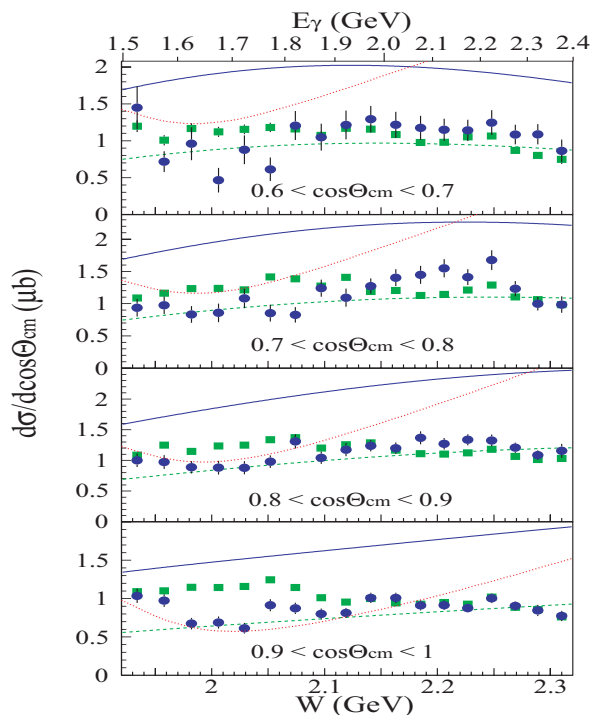 Eγ (GeV)
1.5 1.6 1.7 1.8 1.9 2 2.1 2.2 2.3 2.4
dσ/dcosΘcm (μb)
2
1.5
1
0.5
0
0.6 < cosΘcm < 0.7
2
1.5
1
0.5
0
0.7 < cosΘcm < 0.8
2
1.5
1
0.5
0
0.8 < cosΘcm < 0.9
1.5
1
0.5
0
0.9 < cosΘcm < 1
2 2.1 2.2 2.3
W (GeV)